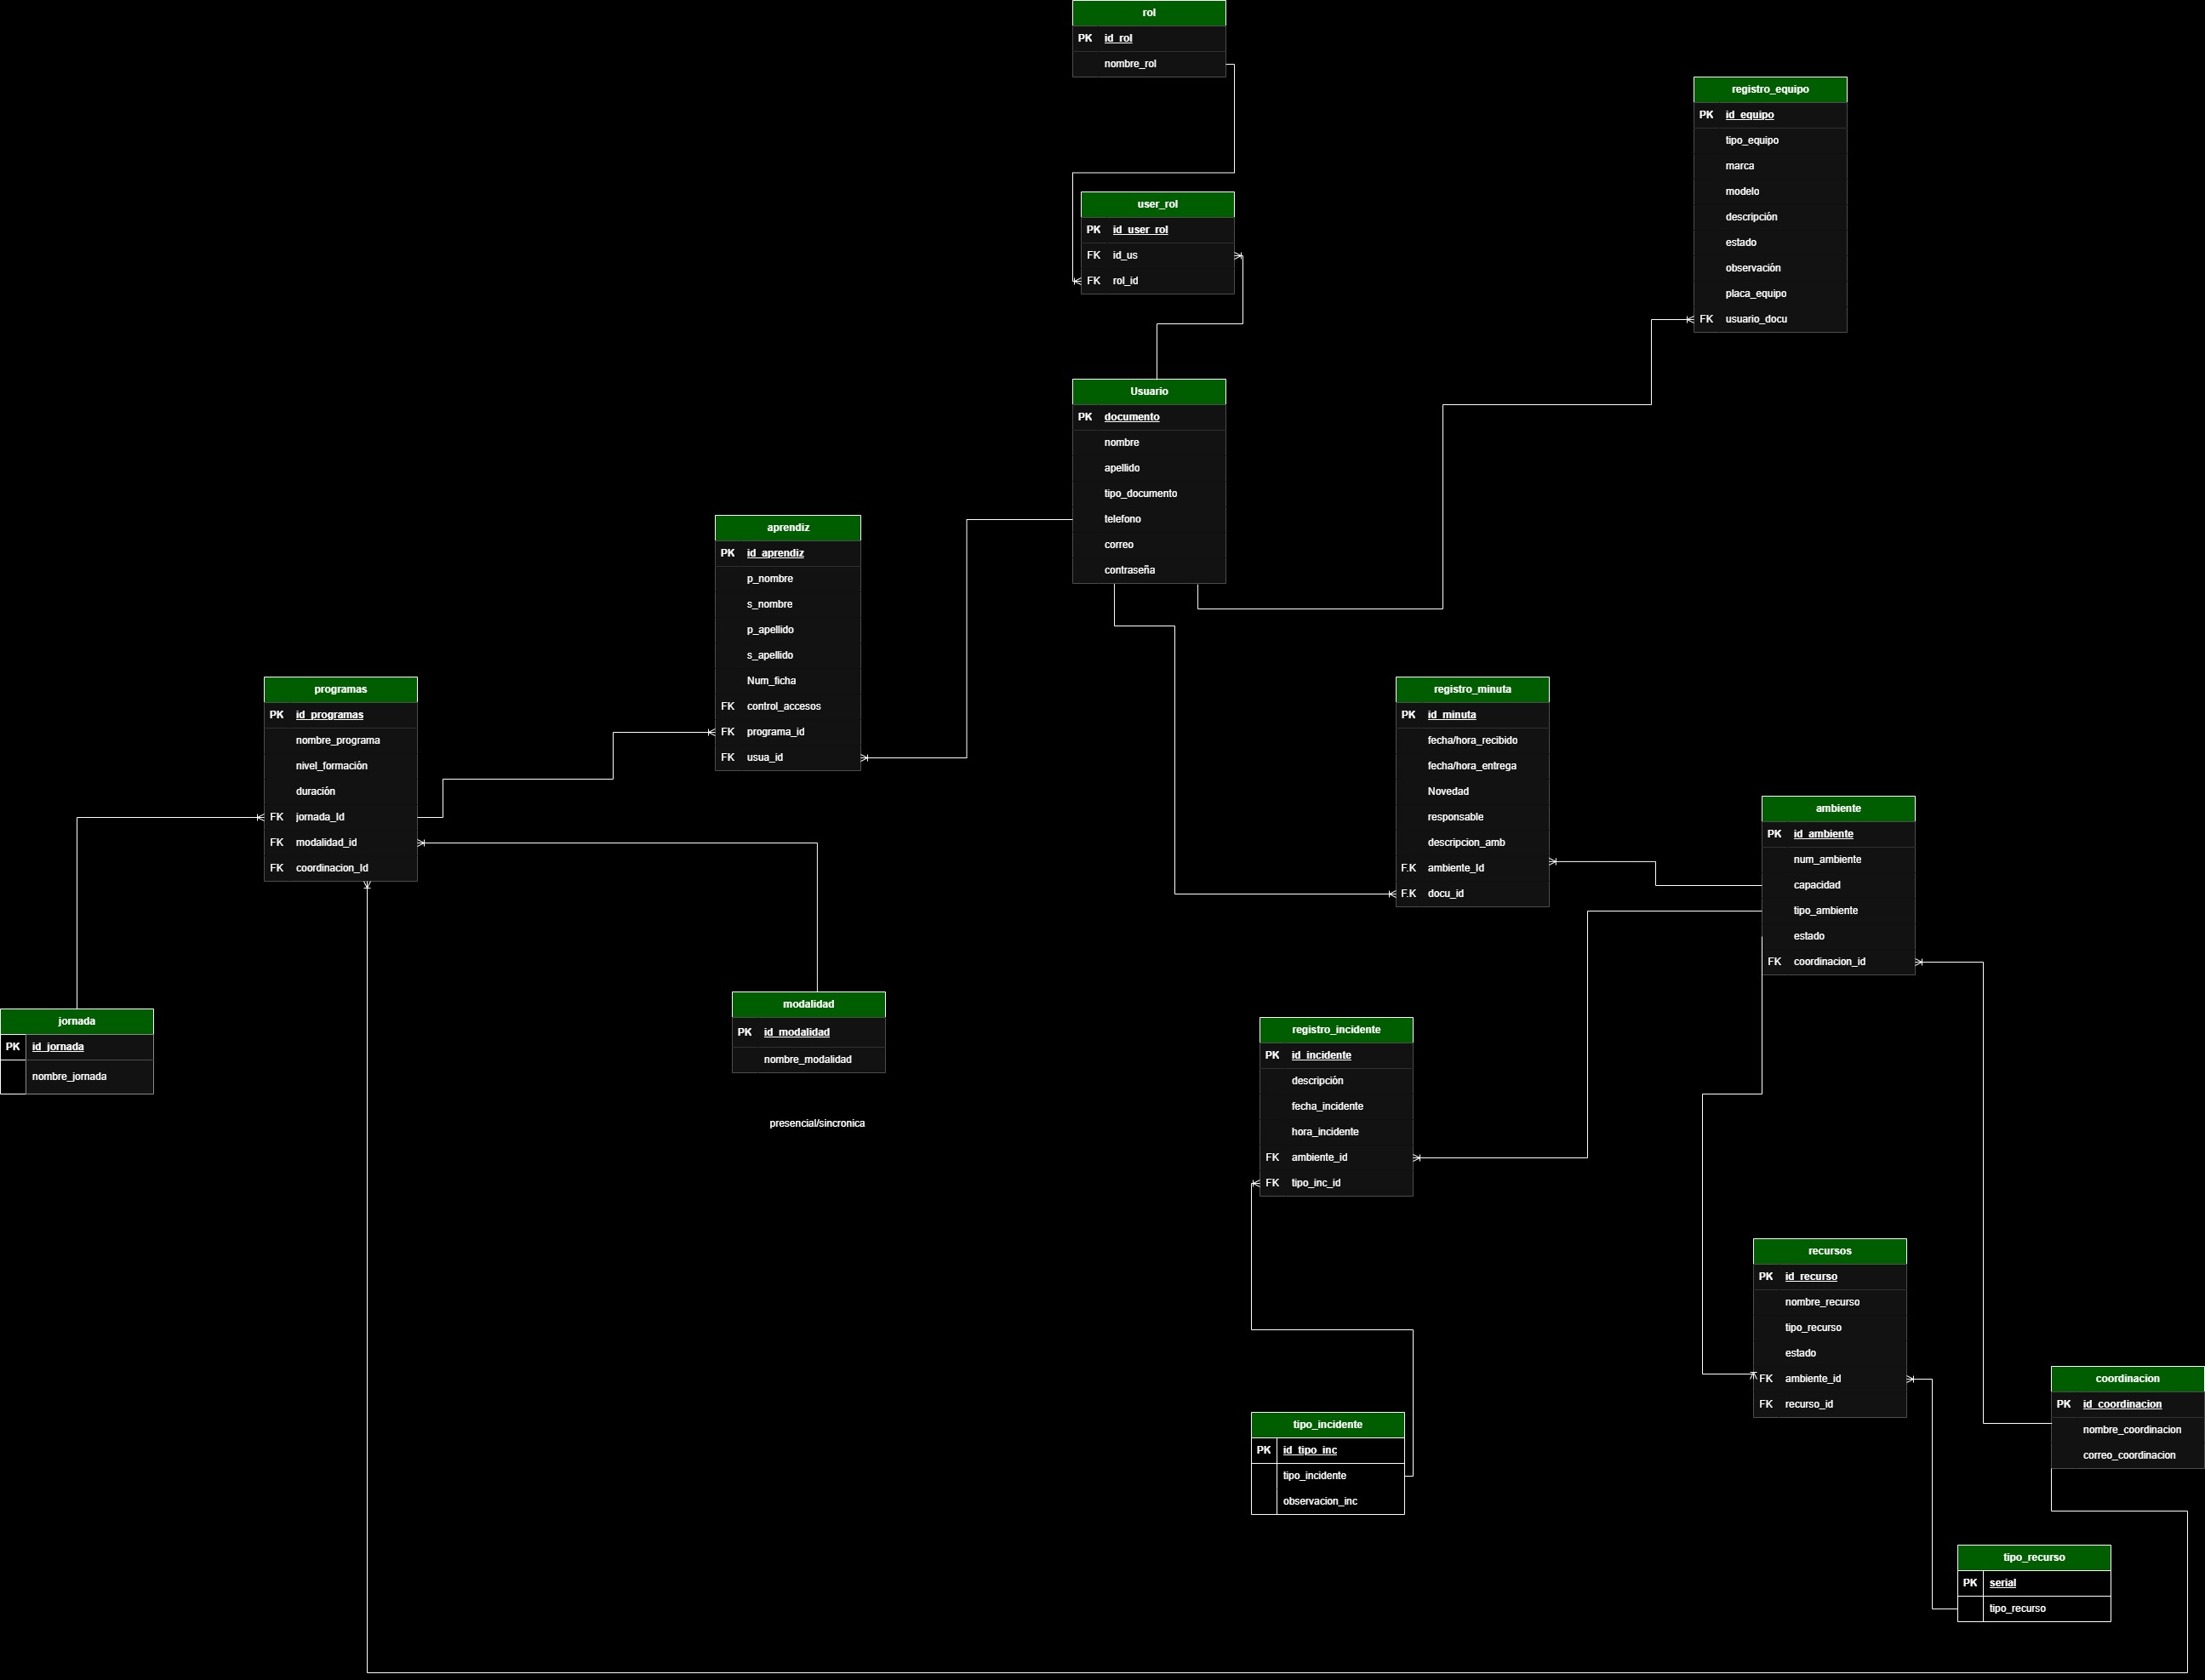 rol
PK id_rol
nombre_rol
registro_equipo
PK id_equipo
tipo_equipo
marca
modelo
descripción
estado
observación
placa_equipo
FK usuario_docu
user_rol
PK id_user_rol
FK id_us
FK rol_id
Usuario
PK documento
nombre
apellido
tipo_documento
telefono
correo
contraseña
aprendiz
PK id_aprendiz
p_nombre
s_nombre
p_apellido
s_apellido
Num_ficha
FK control_accesos
FK programa_id
FK usua_id
programas
PK id_programas
nombre_programa
nivel_formación
duración
FK jornada_Id
FK modalidad_id
FK coordinacion_Id
registro_minuta
PK id_minuta
fecha/hora_recibido
fecha/hora_entrega
Novedad
responsable
descripcion_amb
F.K ambiente_Id
F.K docu_id
ambiente
PK id_ambiente
num_ambiente
capacidad
tipo_ambiente
estado
FK coordinacion_id
jornada
PK id_jornada
nombre_jornada
modalidad
PK id_modalidad
nombre_modalidad
presencial/sincronica
registro_incidente
PK id_incidente
descripción
fecha_incidente
hora_incidente
FK ambiente_id
FK tipo_inc_id
recursos
PK id_recurso
nombre_recurso
tipo_recurso
estado
FK ambiente_id
FK recurso_id
coordinacion
PK id_coordinacion
nombre_coordinacion
correo_coordinacion
tipo_incidente
PK id_tipo_inc
tipo_incidente
observacion_inc
tipo_recurso
PK serial
tipo_recurso